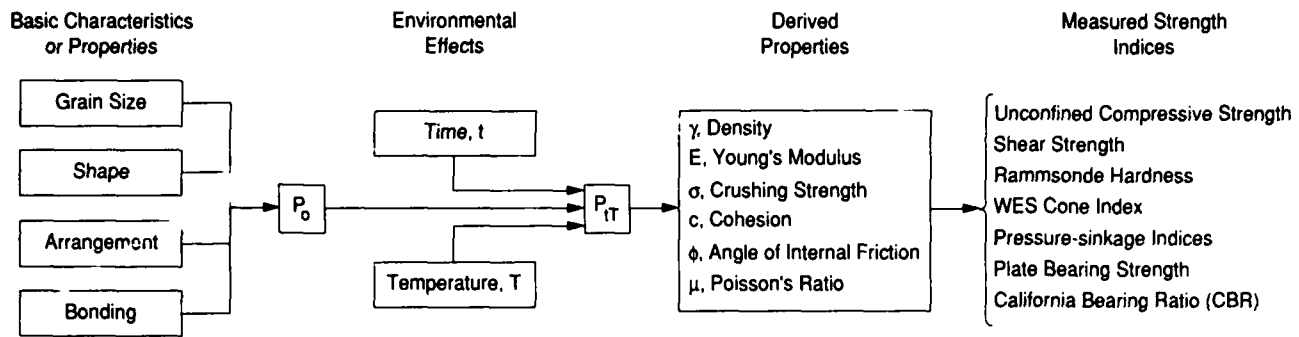 Basic Characteristics
or Properties
Environmental
Effects
Derived
Properties
Measured Strength
Indices
Grain Size
Shape
Arrangement
Bonding
Po
Time, t
Temperature, T
PtT
γ, Density
E, Young's Modulus
σ, Crushing Strength
c, Cohesion
ϕ, Angle of Internal Friction
μ, Poisson's Ratio
Unconfined Compressive Strength
Shear Strength
Rammsonde Hardness
WES Cone Index
Pressure-sinkage Indices
Plate Bearing Strength
California Bearing Ratio (CBR)